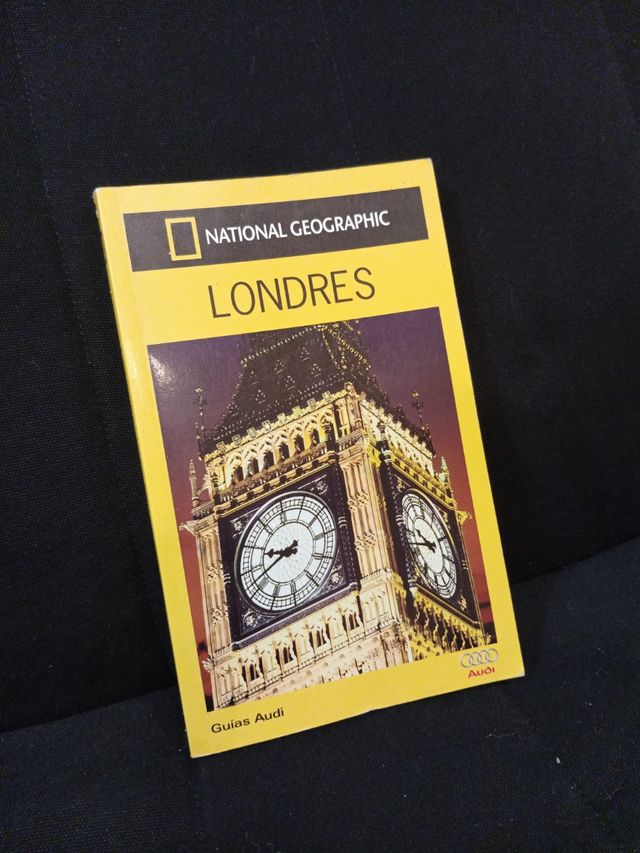 NATIONAL GEOGRAPHIC
LONDRES
Guías Audi
Audi